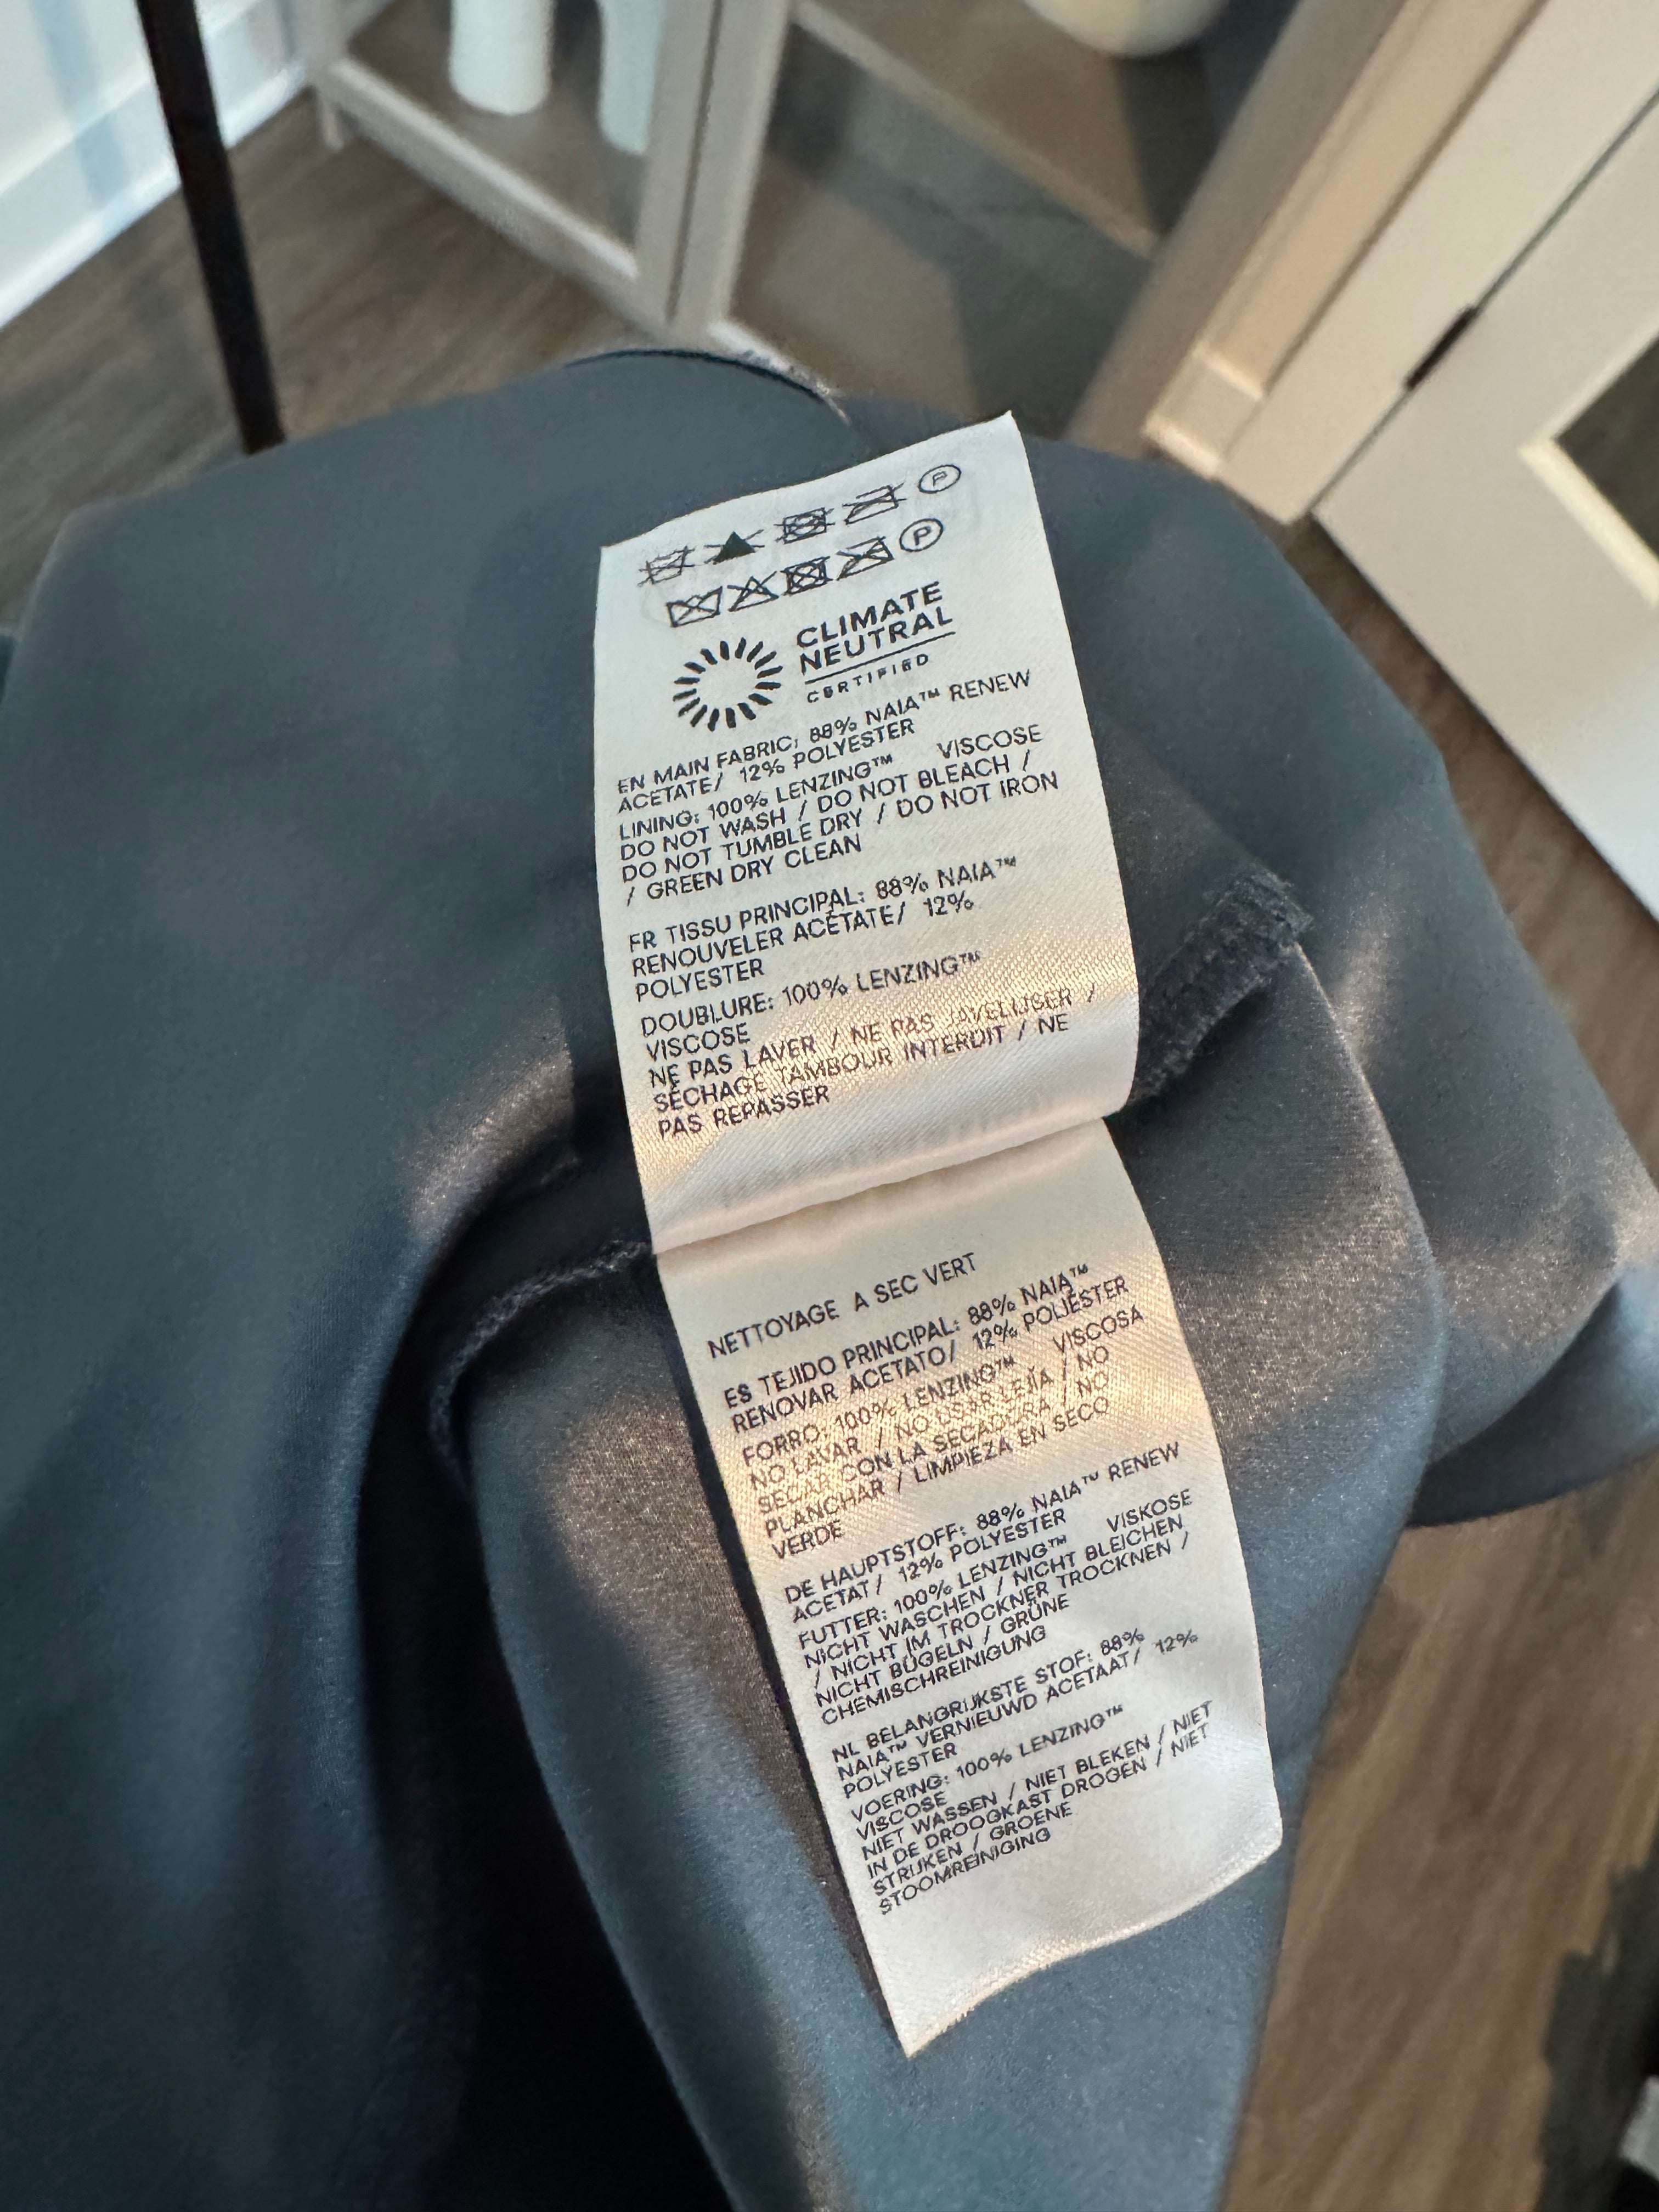 P
P
CLIMATE
NEUTRAL
CERTIFIED
EN MAIN FABRIC: 88% NAIA™ RENEW
ACETATE/ 12% POLYESTER
LINING: 100% LENZING™ VISCOSE
DO NOT WASH / DO NOT BLEACH /
DO NOT TUMBLE DRY / DO NOT IRON
/ GREEN DRY CLEAN
FR TISSU PRINCIPAL: 88% NAIA™
RENOUVELER ACÉTATE/ 12%
POLYESTER
DOUBLURE: 100% LENZING™
VISCOSE
NE PAS LAVER / NE PAS JAVELLISER /
SÉCHAGE TAMBOUR INTERDIT / NE
PAS REPASSER
NETTOYAGE A SEC VERT
ES TEJIDO PRINCIPAL: 88% NAIA™
RENOVAR ACETATO/ 12% POLIÉSTER
FORRO: 100% LENZING™ VISCOSA
NO LAVAR / NO USAR LEJÍA / NO
SECAR CON LA SECADORA / NO
PLANCHAR / LIMPIEZA EN SECO
VERDE
DE HAUPTSTOFF: 88% NAIA™ RENEW
ACETAT/ 12% POLYESTER
FUTTER: 100% LENZING™ VISKOSE
NICHT WASCHEN / NICHT BLEICHEN
/ NICHT IM TROCKNER TROCKNEN /
NICHT BÜGELN / GRÜNE
CHEMISCHREINIGUNG
NL BELANGRIJKSTE STOF: 88%
NAIA™ VERNIEUWD ACETAAT/ 12%
POLYESTER
VOERING: 100% LENZING™
VISCOSE
NIET WASSEN / NIET BLEKEN / NIET
IN DE DROOGKAST DROGEN / NIET
STRIJKEN / GROENE
STOOMREINIGING